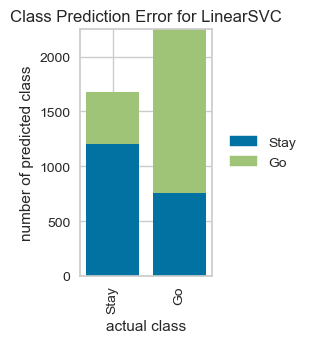 Class Prediction Error for LinearSVC
number of predicted class
2000
1500
1000
500
0
Stay
Go
actual class
Stay
Go